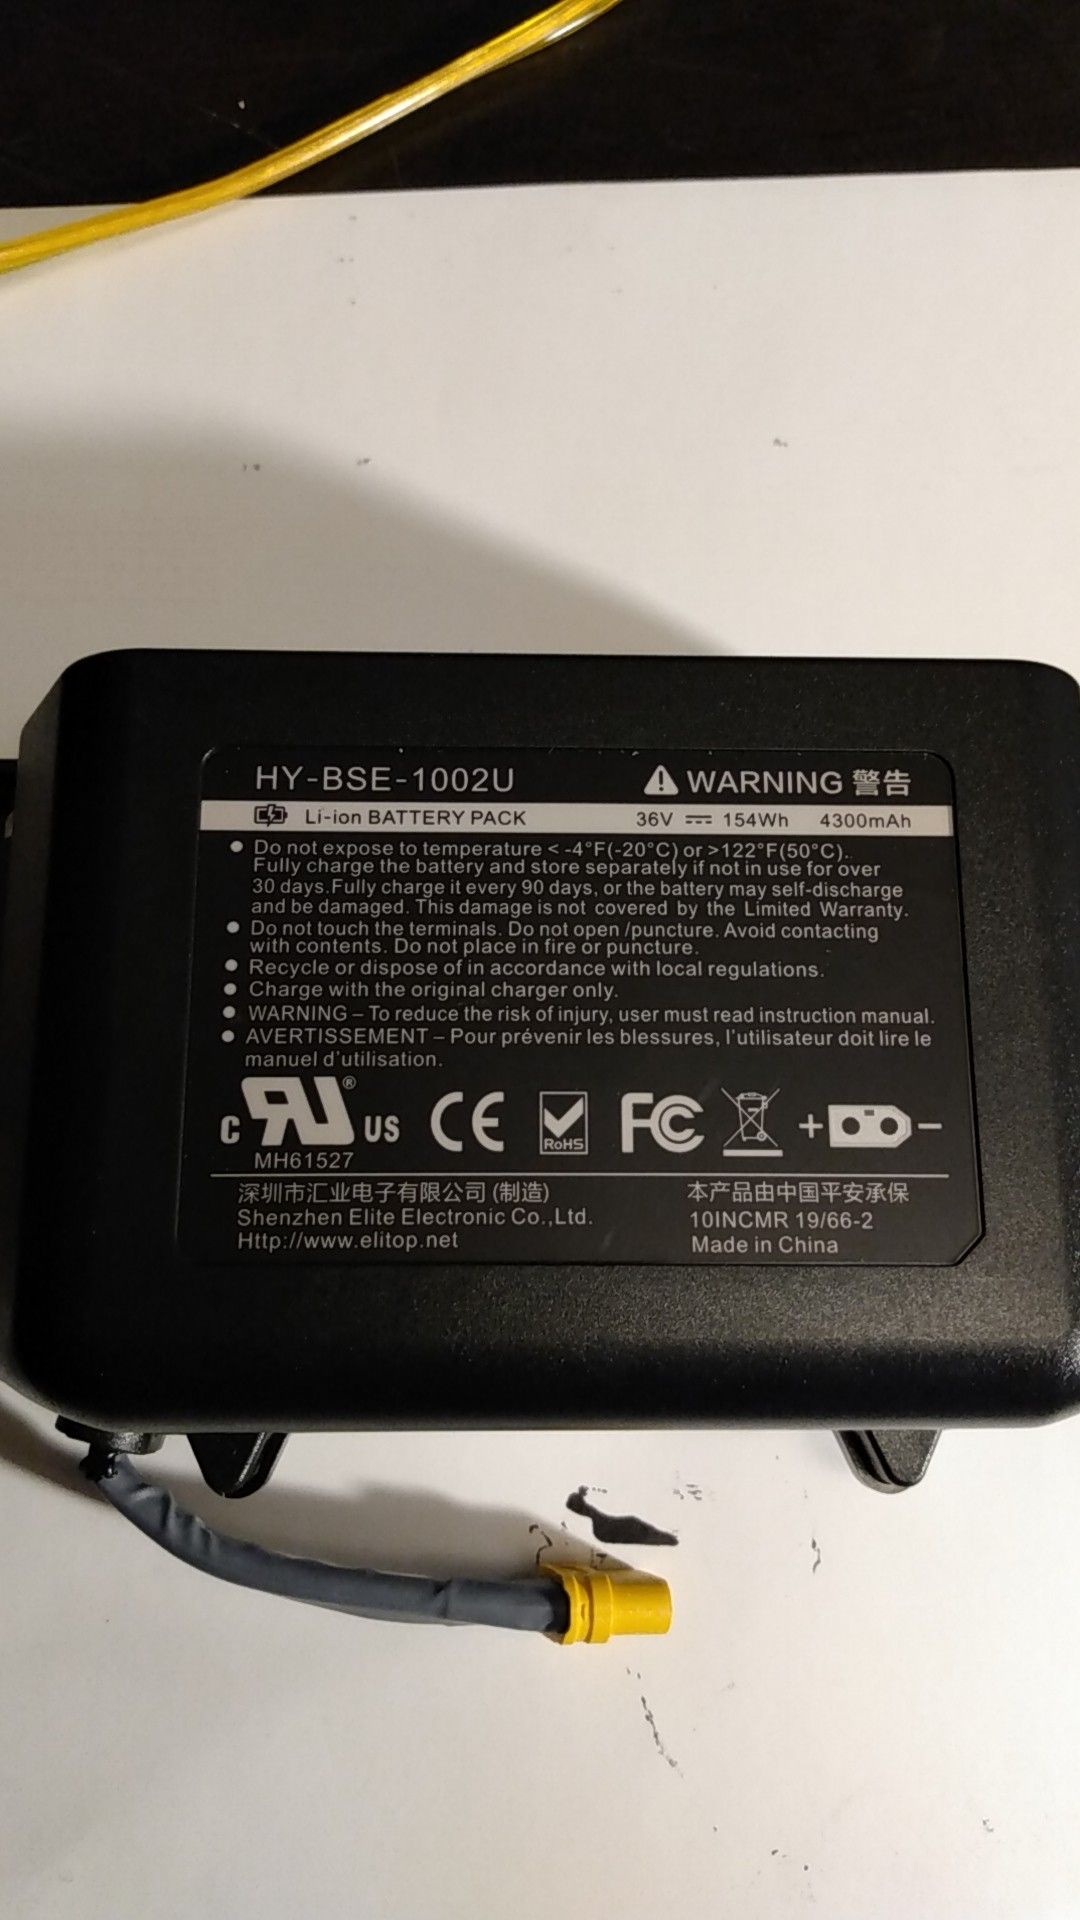 HY-BSE-1002U
WARNING 警告
Li-ion BATTERY PACK
36V 154Wh 4300mAh
Do not expose to temperature < -4°F(-20°C) or >122°F(50°C).
Fully charge the battery and store separately if not in use for over
30 days.Fully charge it every 90 days, or the battery may self-discharge
and be damaged. This damage is not covered by the Limited Warranty.
Do not touch the terminals. Do not open /puncture. Avoid contacting
with contents. Do not place in fire or puncture.
Recycle or dispose of in accordance with local regulations.
Charge with the original charger only.
WARNING – To reduce the risk of injury, user must read instruction manual.
AVERTISSEMENT – Pour prévenir les blessures, l'utilisateur doit lire le
manuel d'utilisation.
C RU® US CE RoHS FC + −
MH61527
深圳市汇业电子有限公司 (制造)
Shenzhen Elite Electronic Co.,Ltd.
Http://www.elitop.net
本产品由中国平安承保
10INCMR 19/66-2
Made in China